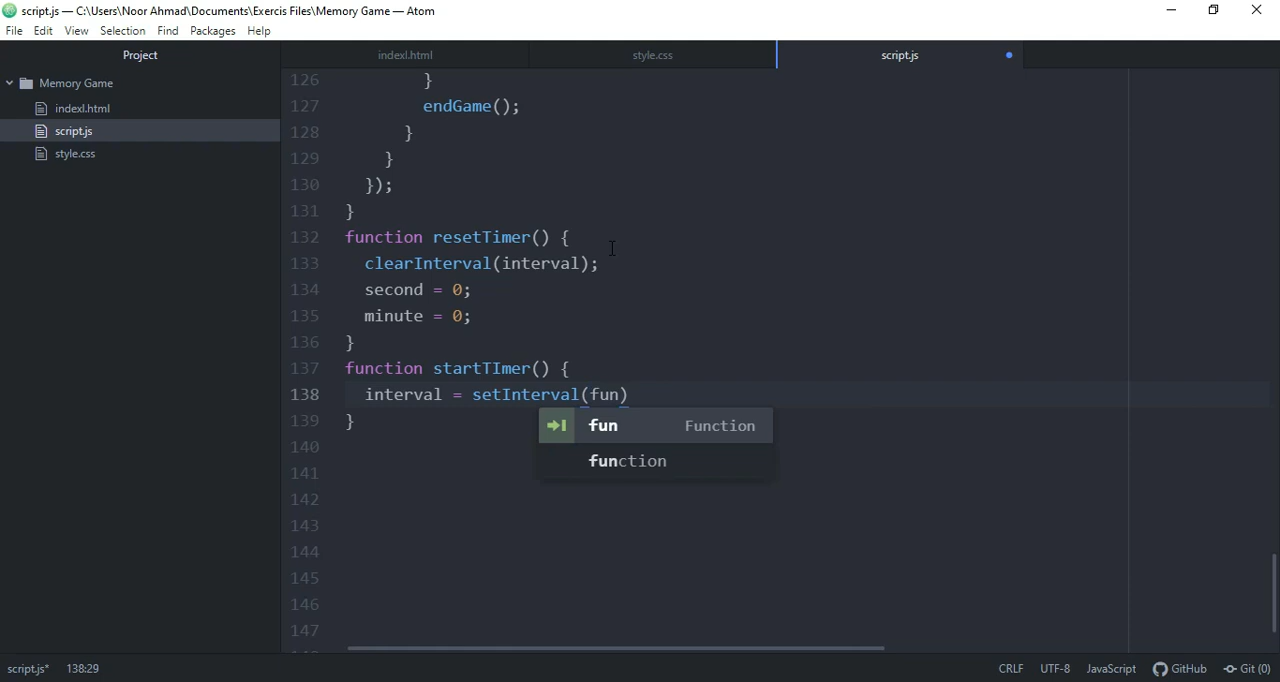 script.js — C:\Users\Noor Ahmad\Documents\Exercis Files\Memory Game — Atom
File Edit View Selection Find Packages Help
Project
indexl.html style.css script.js
Memory Game
indexl.html
script.js
style.css
126 }
127 endGame();
128 }
129 }
130 });
131 }
132 function resetTimer() {
133 clearInterval(interval);
134 second = 0;
135 minute = 0;
136 }
137 function startTImer() {
138 interval = setInterval(fun)
139 }
fun Function
function
140
141
142
143
144
145
146
147
script.js* 138:29 CRLF UTF-8 JavaScript GitHub Git (0)